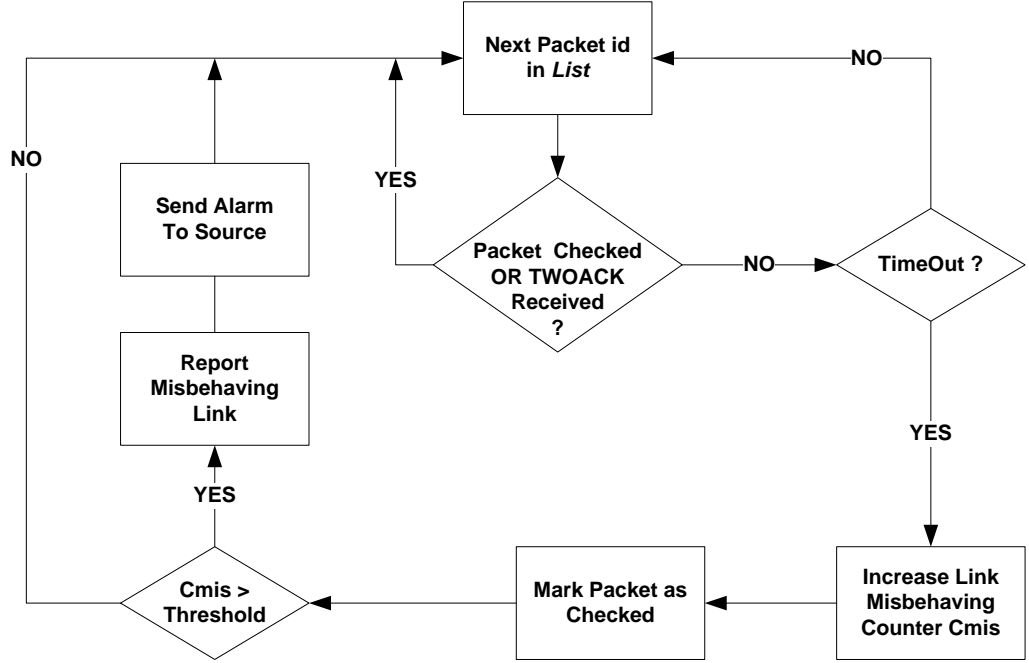 Next Packet id
in List
NO
NO
YES
Send Alarm
To Source
Packet Checked
OR TWOACK
Received
?
NO
TimeOut ?
Report
Misbehaving
Link
YES
YES
Cmis >
Threshold
Mark Packet as
Checked
Increase Link
Misbehaving
Counter Cmis